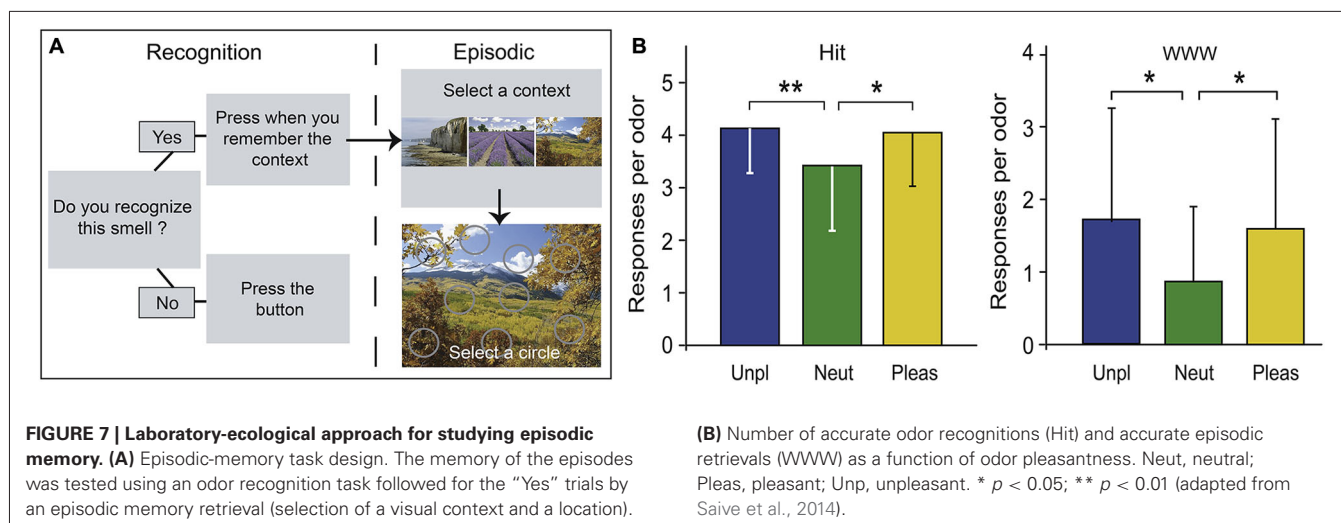 A
Recognition
Episodic
Yes
Press when you
remember the
context
Do you recognize
this smell ?
No
Press the
button
Select a context
Select a circle
B
Hit
Responses per odor
5
4
3
2
1
0
**
*
Unpl Neut Pleas
WWW
Responses per odor
4
3
2
1
0
*
*
Unpl Neut Pleas
FIGURE 7 | Laboratory-ecological approach for studying episodic
memory. (A) Episodic-memory task design. The memory of the episodes
was tested using an odor recognition task followed for the “Yes” trials by
an episodic memory retrieval (selection of a visual context and a location).
(B) Number of accurate odor recognitions (Hit) and accurate episodic
retrievals (WWW) as a function of odor pleasantness. Neut, neutral;
Pleas, pleasant; Unp, unpleasant. * p < 0.05; ** p < 0.01 (adapted from
Saive et al., 2014).